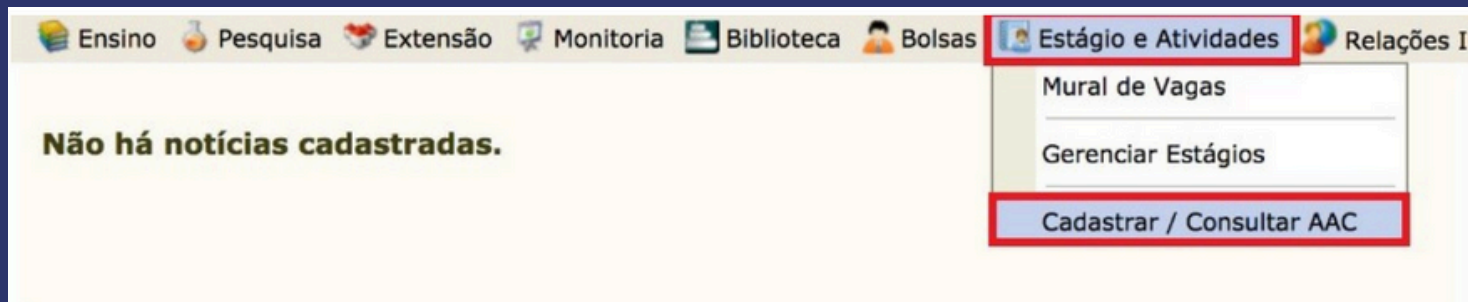 Ensino Pesquisa Extensão Monitoria Biblioteca Bolsas Estágio e Atividades Relações I
Mural de Vagas
Não há notícias cadastradas.
Gerenciar Estágios
Cadastrar / Consultar AAC